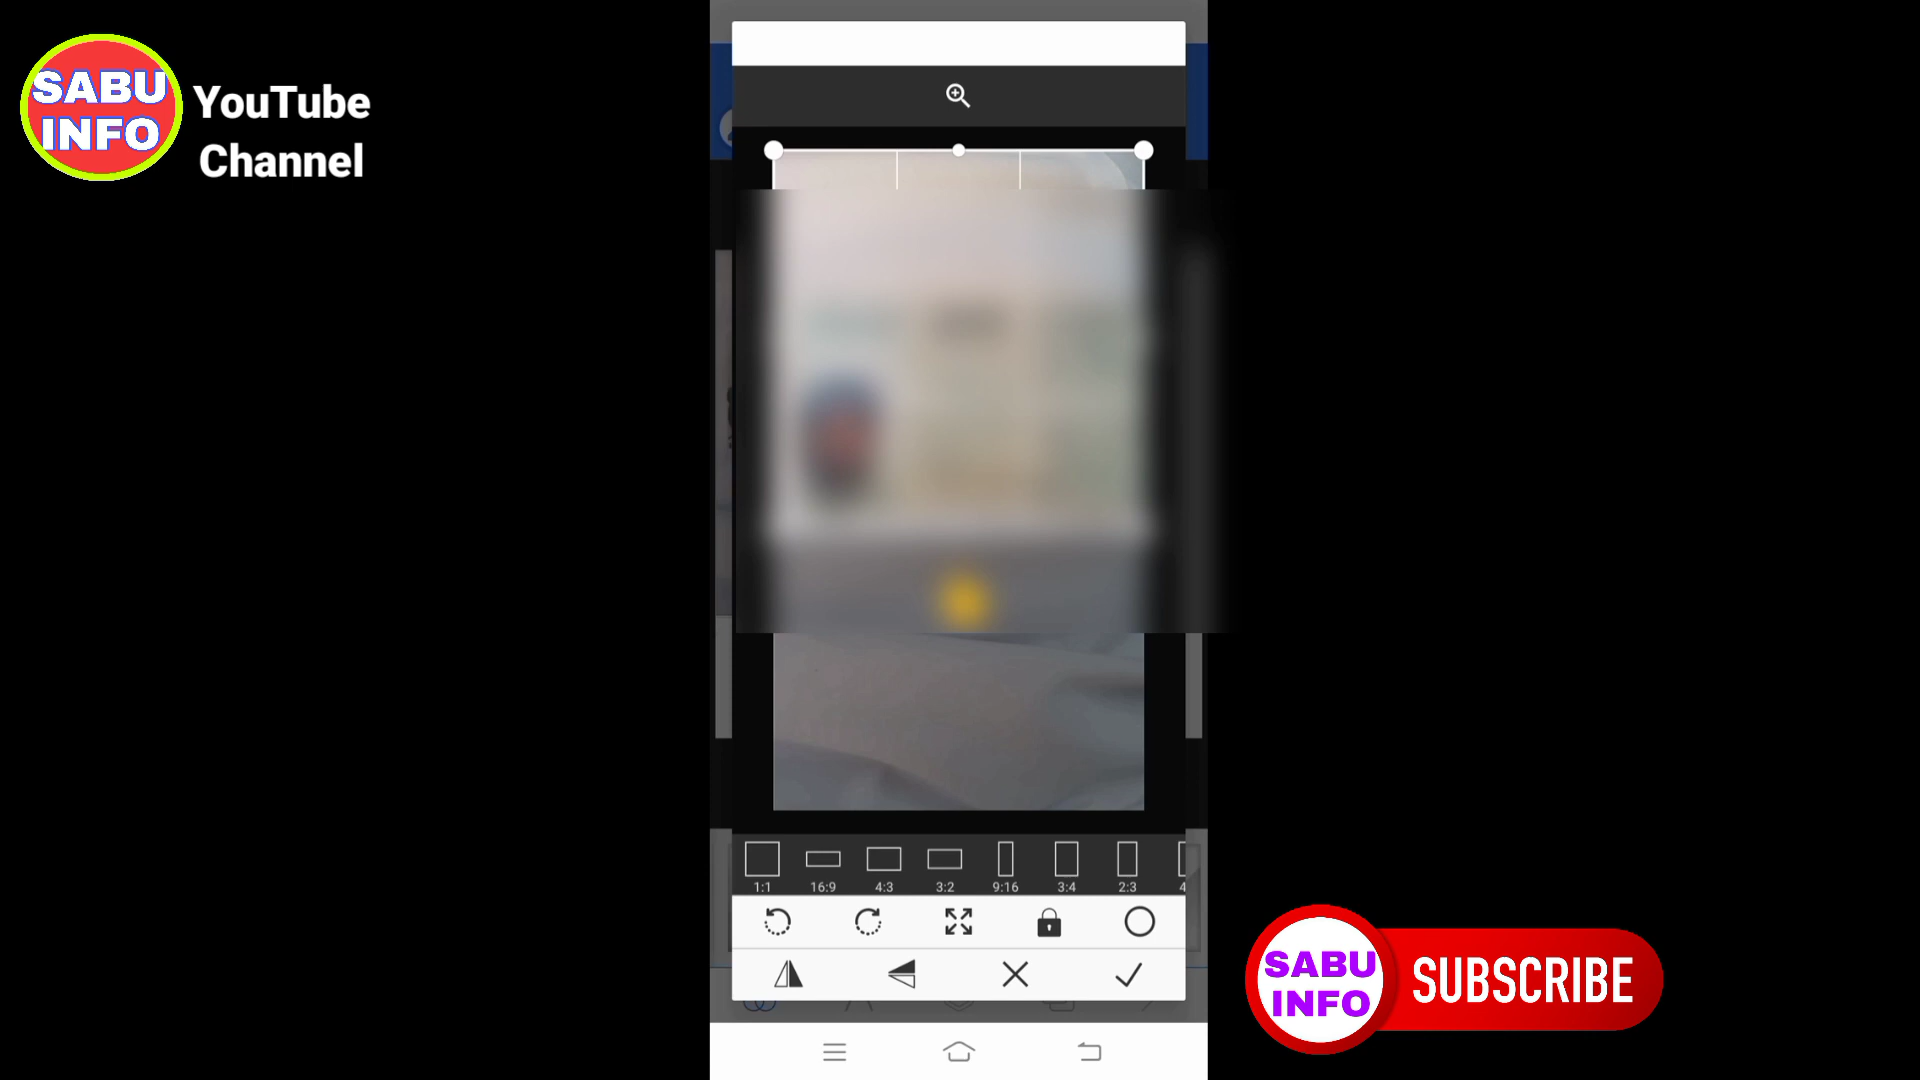 SABU
INFO
YouTube
Channel
1:1
16:9
4:3
3:2
9:16
3:4
2:3
4
SABU
INFO
SUBSCRIBE